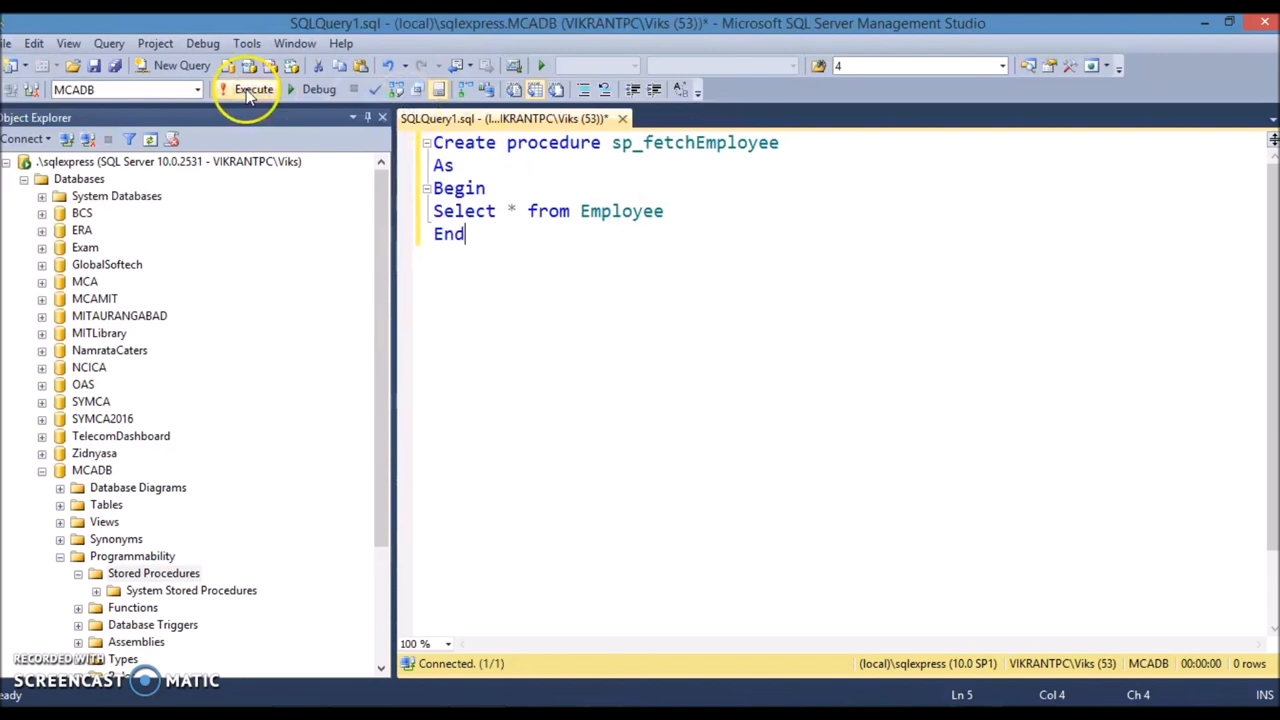 SQLQuery1.sql - (local)\sqlexpress.MCADB (VIKRANTPC\Viks (53))* - Microsoft SQL Server Management Studio
ile Edit View Query Project Debug Tools Window Help
New Query 4
MCADB Execute Debug
Object Explorer
SQLQuery1.sql - (l...IKRANTPC\Viks (53))*
Connect
.\sqlexpress (SQL Server 10.0.2531 - VIKRANTPC\Viks)
Databases
System Databases
BCS
ERA
Exam
GlobalSoftech
MCA
MCAMIT
MITAURANGABAD
MITLibrary
NamrataCaters
NCICA
OAS
SYMCA
SYMCA2016
TelecomDashboard
Zidnyasa
MCADB
Database Diagrams
Tables
Views
Synonyms
Programmability
Stored Procedures
System Stored Procedures
Functions
Database Triggers
Assemblies
Types
Create procedure sp_fetchEmployee
As
Begin
Select * from Employee
End
100 %
Connected. (1/1) (local)\sqlexpress (10.0 SP1) VIKRANTPC\Viks (53) MCADB 00:00:00 0 rows
RECORDED WITH
SCREENCAST MATIC
eady Ln 5 Col 4 Ch 4 INS